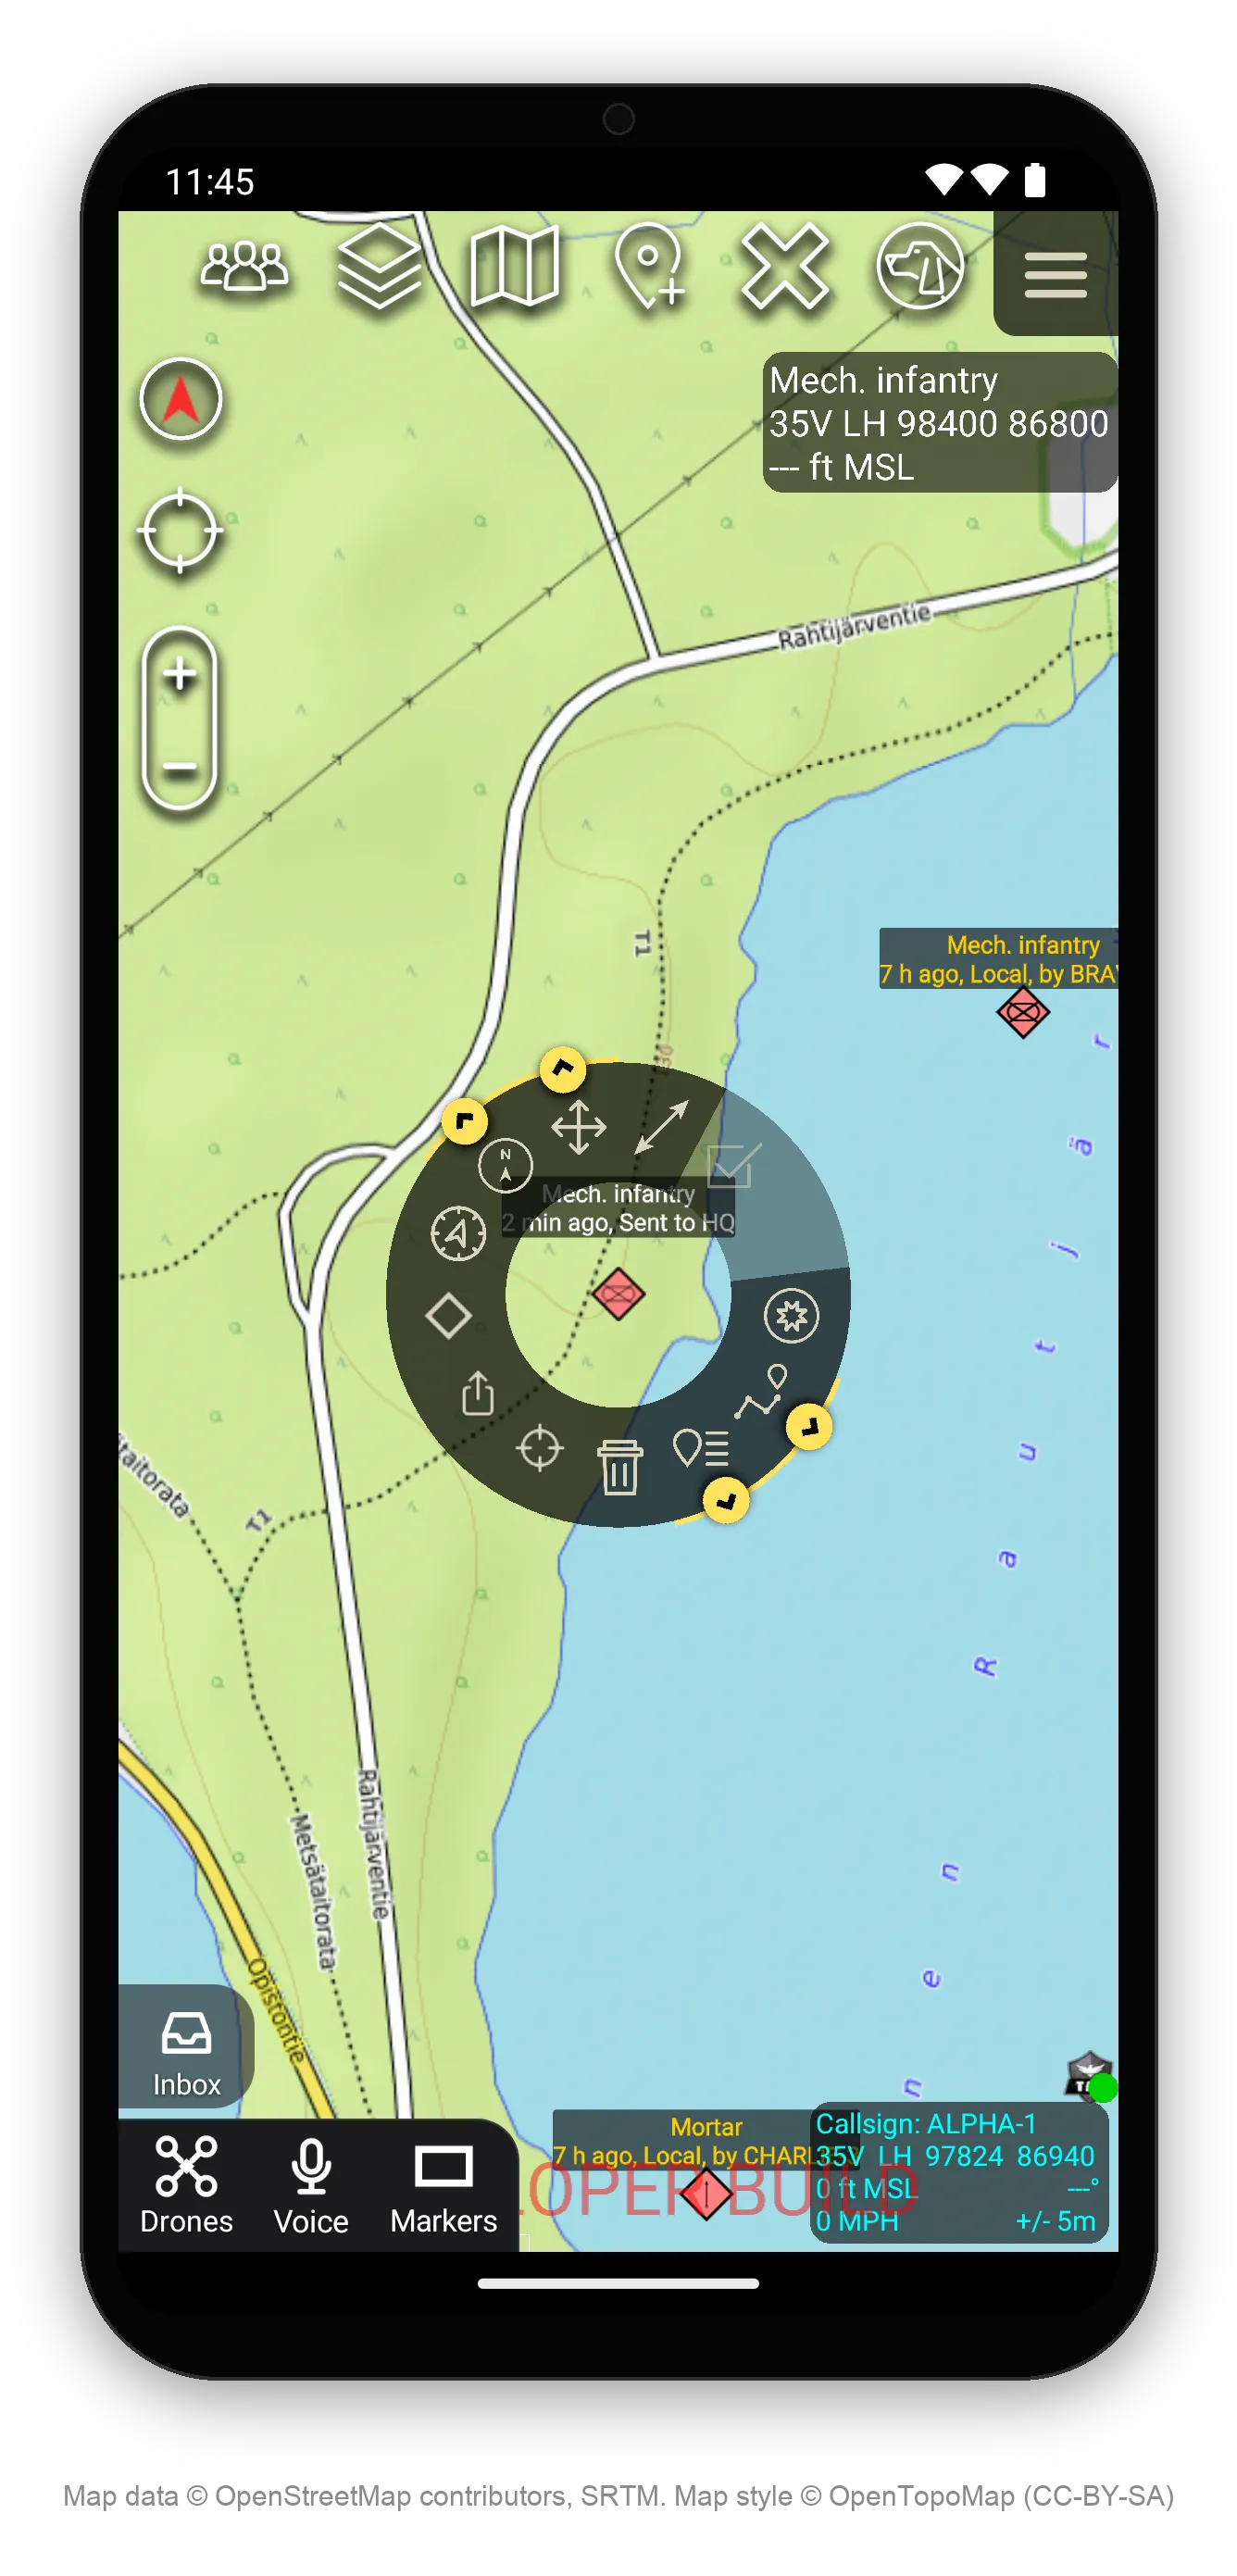 11:45
Mech. infantry
35V LH 98400 86800
--- ft MSL
Rahtijärventie
T1
Mech. infantry
7 h ago, Local, by BRA
r
ä
j
t
u
a
R
N
Mech. infantry
2 min ago, Sent to HQ
T1
Rahtijärventie
Metsätaitorata
Opistontie
n
e
n
Inbox
Drones
Voice
Markers
Mortar
7 h ago, Local, by CHARL
OPER BUILD
Callsign: ALPHA-1
35V LH 97824 86940
0 ft MSL ---°
0 MPH +/- 5m
Map data © OpenStreetMap contributors, SRTM. Map style © OpenTopoMap (CC-BY-SA)